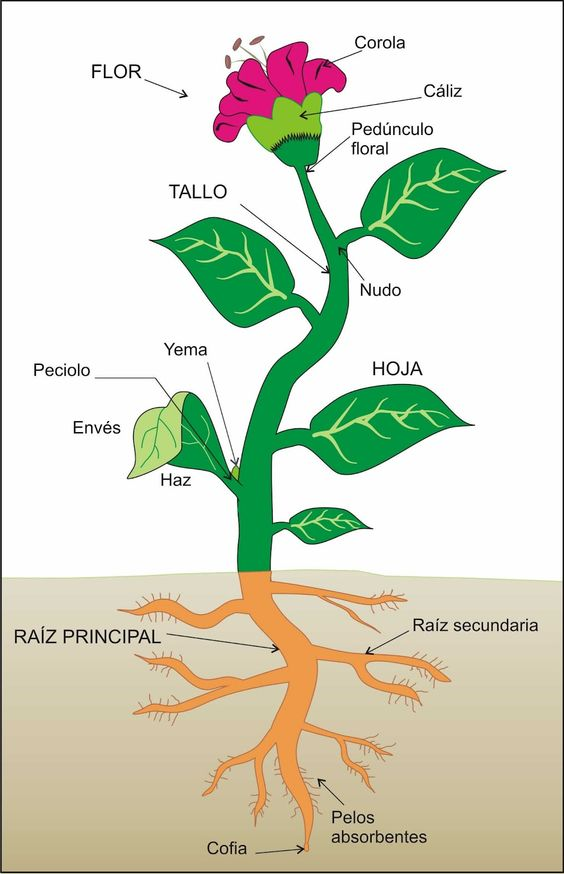 Corola
FLOR
Cáliz
Pedúnculo
floral
TALLO
Nudo
Yema
Peciolo
HOJA
Envés
Haz
Raíz secundaria
RAÍZ PRINCIPAL
Pelos
absorbentes
Cofia